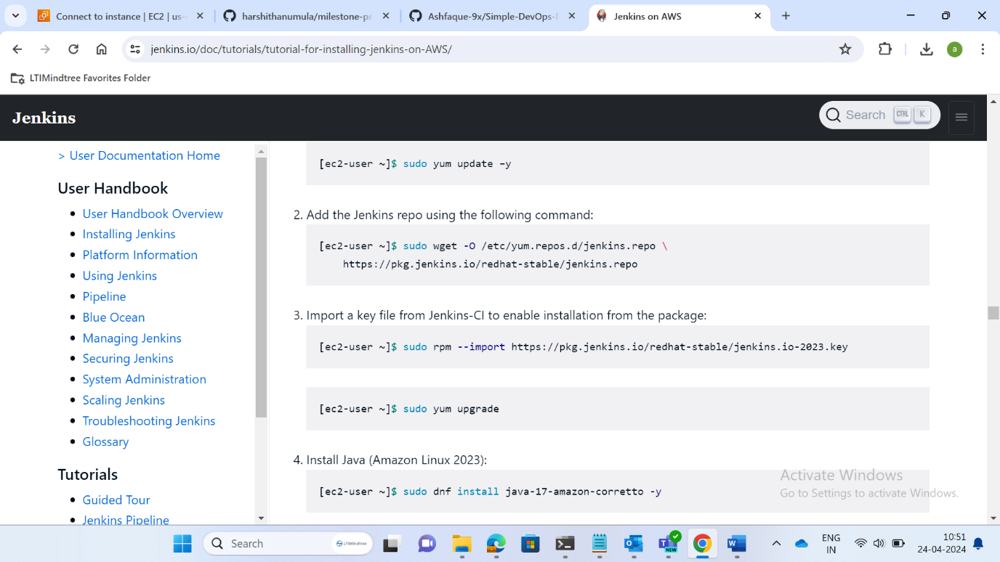 Connect to instance | EC2 | us-
harshithanumula/milestone-pr
Ashfaque-9x/Simple-DevOps-
Jenkins on AWS
jenkins.io/doc/tutorials/tutorial-for-installing-jenkins-on-AWS/
a
LTIMindtree Favorites Folder
Jenkins
Search CTRL K
> User Documentation Home
User Handbook
• User Handbook Overview
• Installing Jenkins
• Platform Information
• Using Jenkins
• Pipeline
• Blue Ocean
• Managing Jenkins
• Securing Jenkins
• System Administration
• Scaling Jenkins
• Troubleshooting Jenkins
• Glossary
Tutorials
• Guided Tour
• Jenkins Pipeline
[ec2-user ~]$ sudo yum update –y
2. Add the Jenkins repo using the following command:
[ec2-user ~]$ sudo wget -O /etc/yum.repos.d/jenkins.repo \
https://pkg.jenkins.io/redhat-stable/jenkins.repo
3. Import a key file from Jenkins-CI to enable installation from the package:
[ec2-user ~]$ sudo rpm --import https://pkg.jenkins.io/redhat-stable/jenkins.io-2023.key
[ec2-user ~]$ sudo yum upgrade
4. Install Java (Amazon Linux 2023):
[ec2-user ~]$ sudo dnf install java-17-amazon-corretto -y
Activate Windows
Go to Settings to activate Windows.
Search
LTIMindtree
NEW
ENG
IN
10:51
24-04-2024